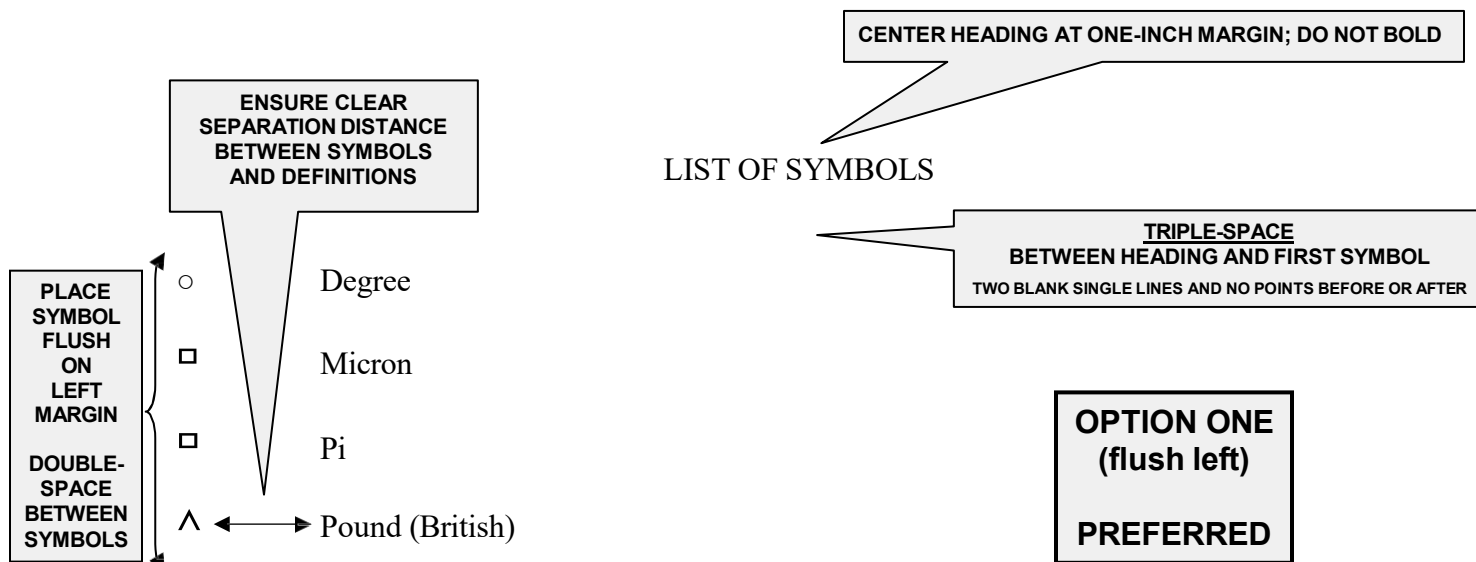 CENTER HEADING AT ONE-INCH MARGIN; DO NOT BOLD
ENSURE CLEAR
SEPARATION DISTANCE
BETWEEN SYMBOLS
AND DEFINITIONS
LIST OF SYMBOLS
TRIPLE-SPACE
BETWEEN HEADING AND FIRST SYMBOL
TWO BLANK SINGLE LINES AND NO POINTS BEFORE OR AFTER
PLACE
SYMBOL
FLUSH
ON
LEFT
MARGIN
DOUBLE-
SPACE
BETWEEN
SYMBOLS
○ Degree
□ Micron
□ Pi
^ Pound (British)
OPTION ONE
(flush left)
PREFERRED